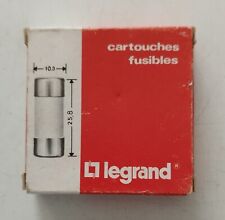 cartouches
fusibles
10,3
25,8
legrand®